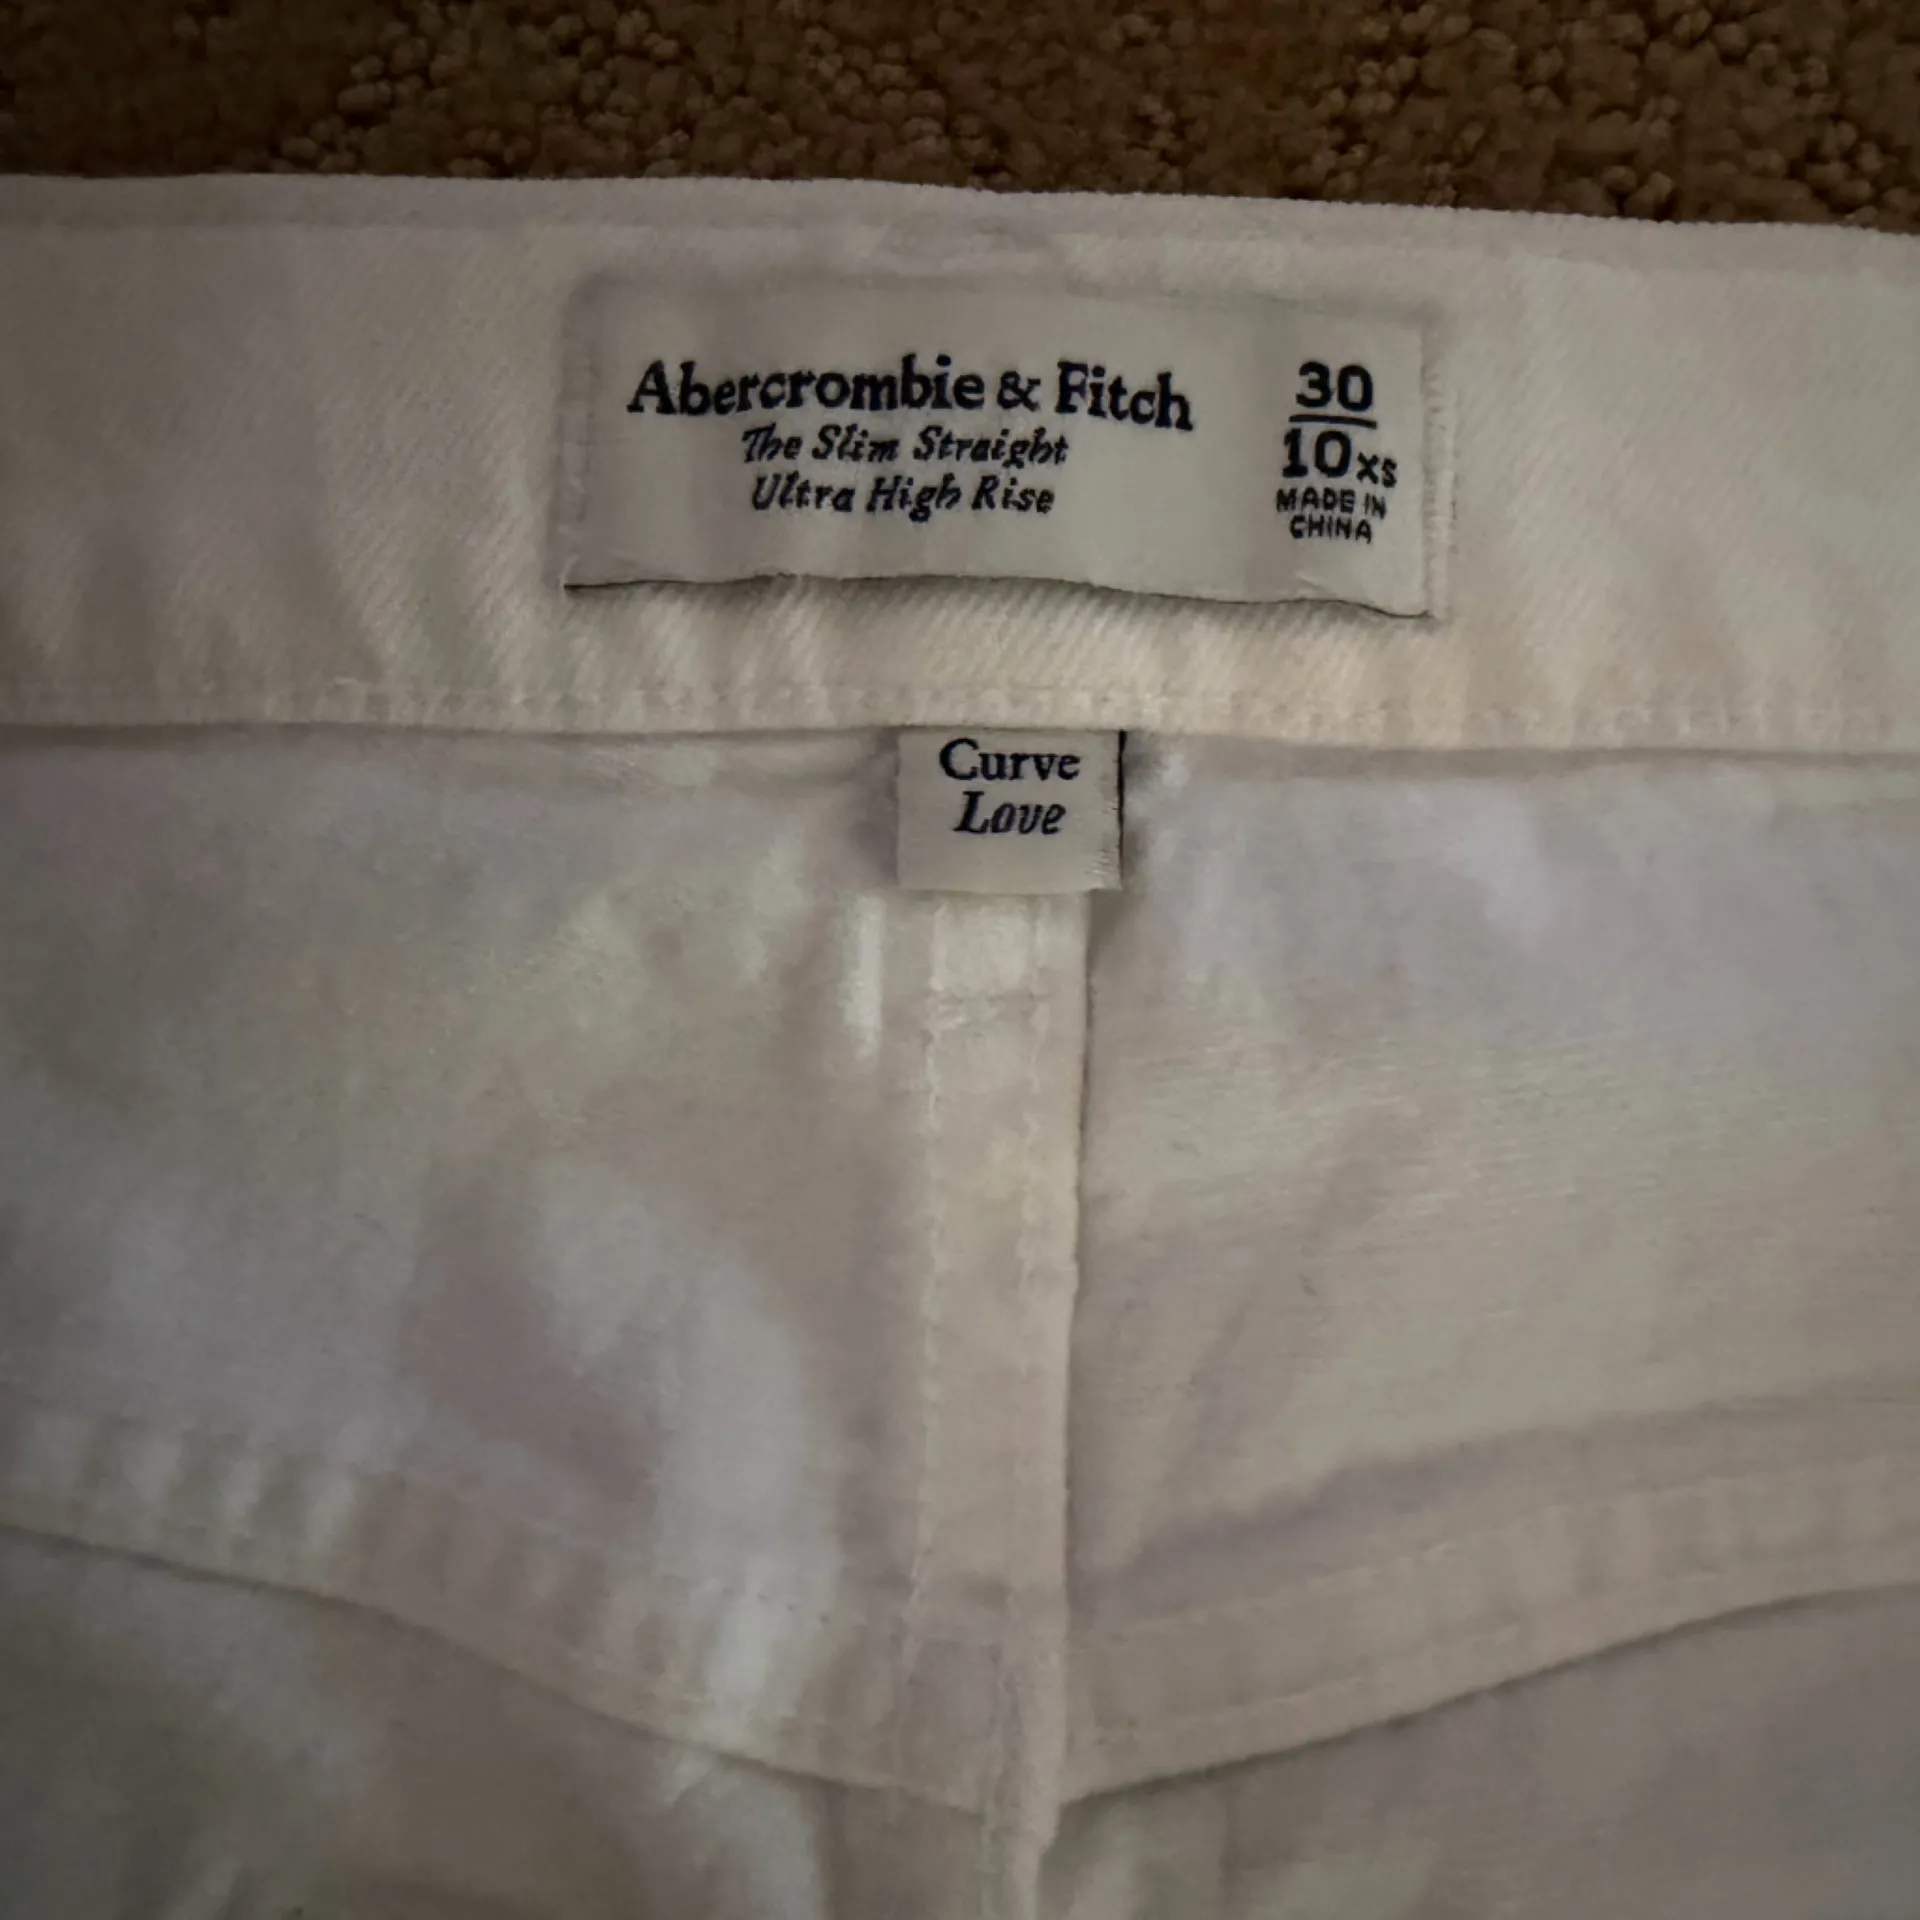 Abercrombie & Fitch
The Slim Straight
Ultra High Rise
30
10XS
MADE IN
CHINA
Curve
Love